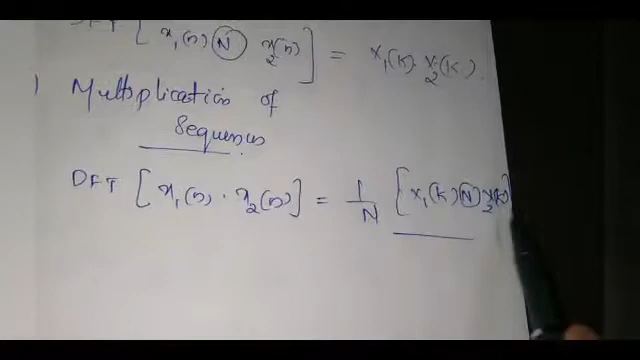 DFT [ x₁(n) Ⓝ x₂(n) ] = X₁(K) . X₂(K).
) Multiplication of
Sequences.
DFT [ x₁(n) . x₂(n) ] = 1/N [ X₁(K) Ⓝ X₂(K) ]